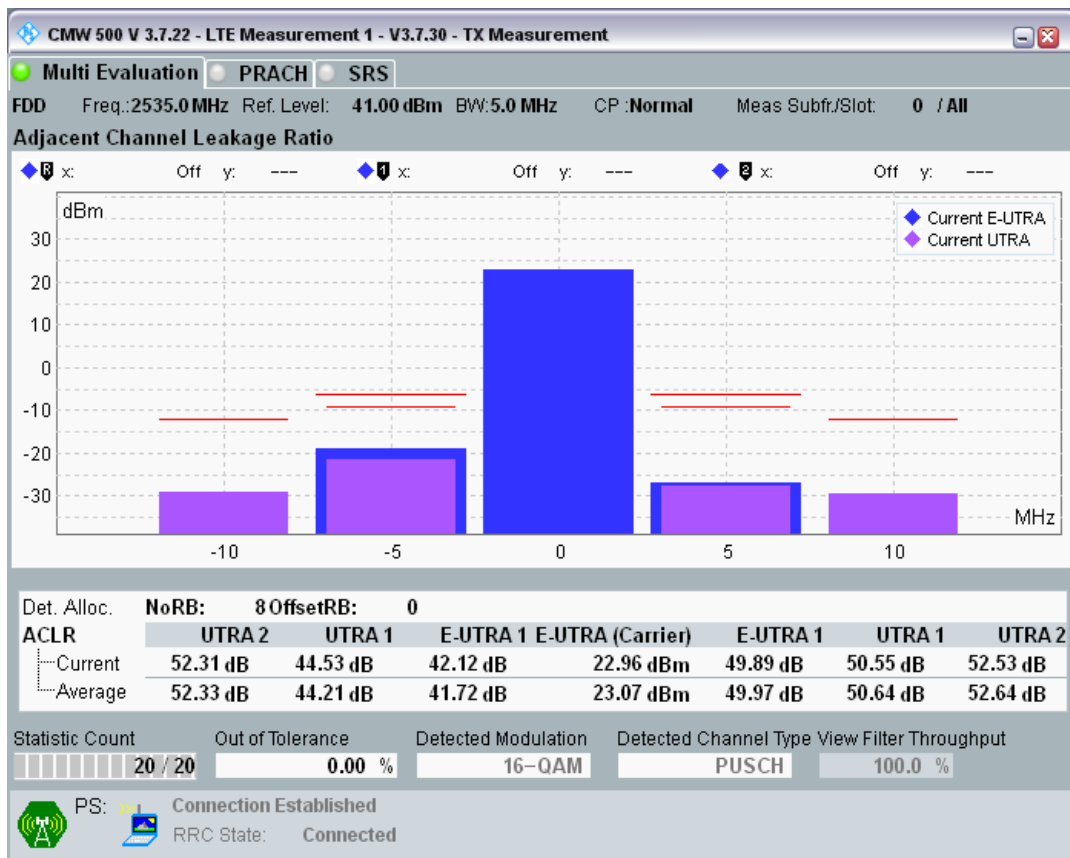 CMW 500 V 3.7.22 - LTE Measurement 1 - V3.7.30 - TX Measurement
Multi Evaluation PRACH SRS
FDD Freq.:2535.0 MHz Ref. Level: 41.00 dBm BW:5.0 MHz CP :Normal Meas Subfr./Slot: 0 / All
Adjacent Channel Leakage Ratio
R x: Off y: --- 1 x: Off y: --- 2 x: Off y: ---
dBm
Current E-UTRA
Current UTRA
30
20
10
0
-10
-20
-30
MHz
-10 -5 0 5 10
Det. Alloc. NoRB: 8 OffsetRB: 0
ACLR UTRA 2 UTRA 1 E-UTRA 1 E-UTRA (Carrier) E-UTRA 1 UTRA 1 UTRA 2
Current 52.31 dB 44.53 dB 42.12 dB 22.96 dBm 49.89 dB 50.55 dB 52.53 dB
Average 52.33 dB 44.21 dB 41.72 dB 23.07 dBm 49.97 dB 50.64 dB 52.64 dB
Statistic Count Out of Tolerance Detected Modulation Detected Channel Type View Filter Throughput
20 / 20 0.00 % 16-QAM PUSCH 100.0 %
PS: Connection Established
RRC State: Connected